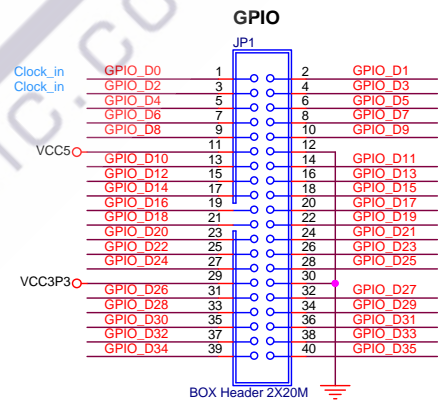 GPIO
JP1
Clock_in GPIO_D0 1 2 GPIO_D1
Clock_in GPIO_D2 3 4 GPIO_D3
GPIO_D4 5 6 GPIO_D5
GPIO_D6 7 8 GPIO_D7
GPIO_D8 9 10 GPIO_D9
VCC5 11 12
GPIO_D10 13 14 GPIO_D11
GPIO_D12 15 16 GPIO_D13
GPIO_D14 17 18 GPIO_D15
GPIO_D16 19 20 GPIO_D17
GPIO_D18 21 22 GPIO_D19
GPIO_D20 23 24 GPIO_D21
GPIO_D22 25 26 GPIO_D23
GPIO_D24 27 28 GPIO_D25
VCC3P3 29 30
GPIO_D26 31 32 GPIO_D27
GPIO_D28 33 34 GPIO_D29
GPIO_D30 35 36 GPIO_D31
GPIO_D32 37 38 GPIO_D33
GPIO_D34 39 40 GPIO_D35
BOX Header 2X20M